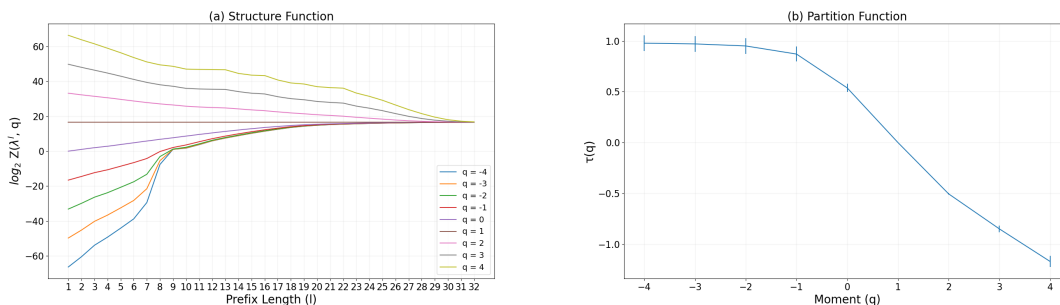 (a) Structure Function
60
40
20
0
−20
−40
−60
log₂ Z(λˡ, q)
q = -4
q = -3
q = -2
q = -1
q = 0
q = 1
q = 2
q = 3
q = 4
1 2 3 4 5 6 7 8 9 10 11 12 13 14 15 16 17 18 19 20 21 22 23 24 25 26 27 28 29 30 31 32
Prefix Length (l)
(b) Partition Function
1.0
0.5
0.0
−0.5
−1.0
τ(q)
−4 −3 −2 −1 0 1 2 3 4
Moment (q)